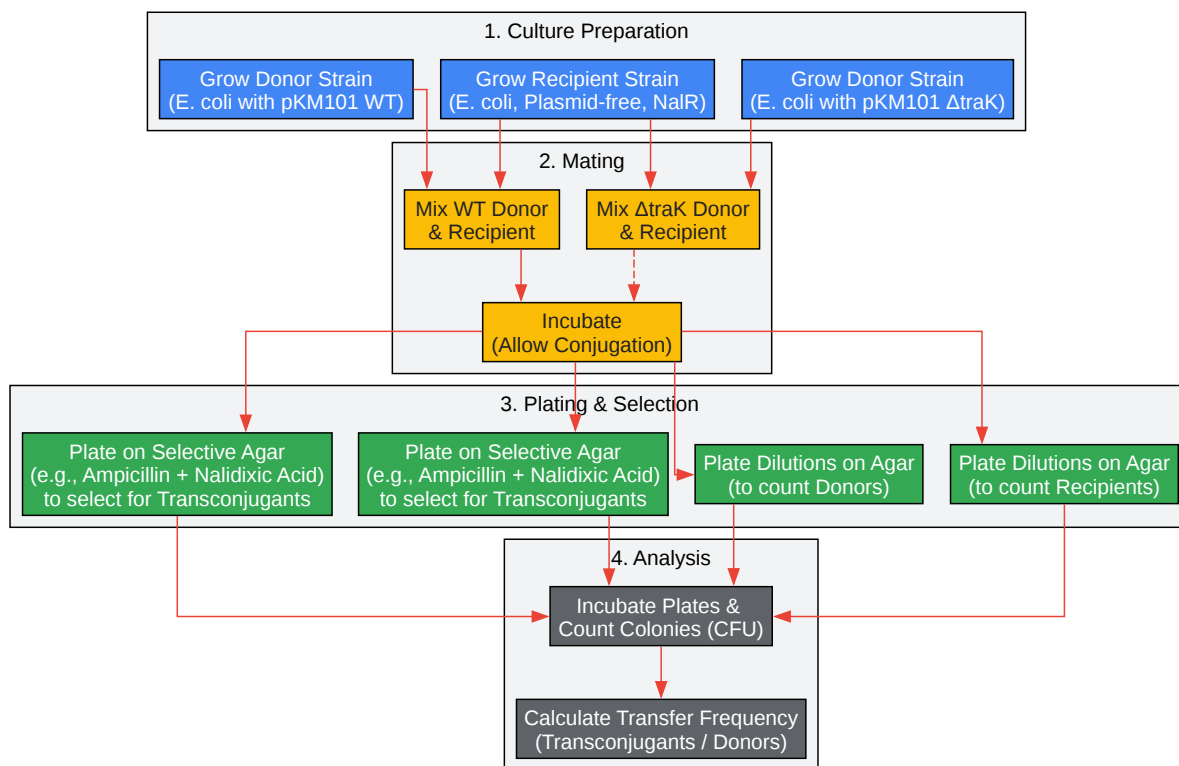 1. Culture Preparation
Grow Donor Strain
(E. coli with pKM101 WT)
Grow Recipient Strain
(E. coli, Plasmid-free, NalR)
Grow Donor Strain
(E. coli with pKM101 ΔtraK)
2. Mating
Mix WT Donor
& Recipient
Mix ΔtraK Donor
& Recipient
Incubate
(Allow Conjugation)
3. Plating & Selection
Plate on Selective Agar
(e.g., Ampicillin + Nalidixic Acid)
to select for Transconjugants
Plate on Selective Agar
(e.g., Ampicillin + Nalidixic Acid)
to select for Transconjugants
Plate Dilutions on Agar
(to count Donors)
Plate Dilutions on Agar
(to count Recipients)
4. Analysis
Incubate Plates &
Count Colonies (CFU)
Calculate Transfer Frequency
(Transconjugants / Donors)